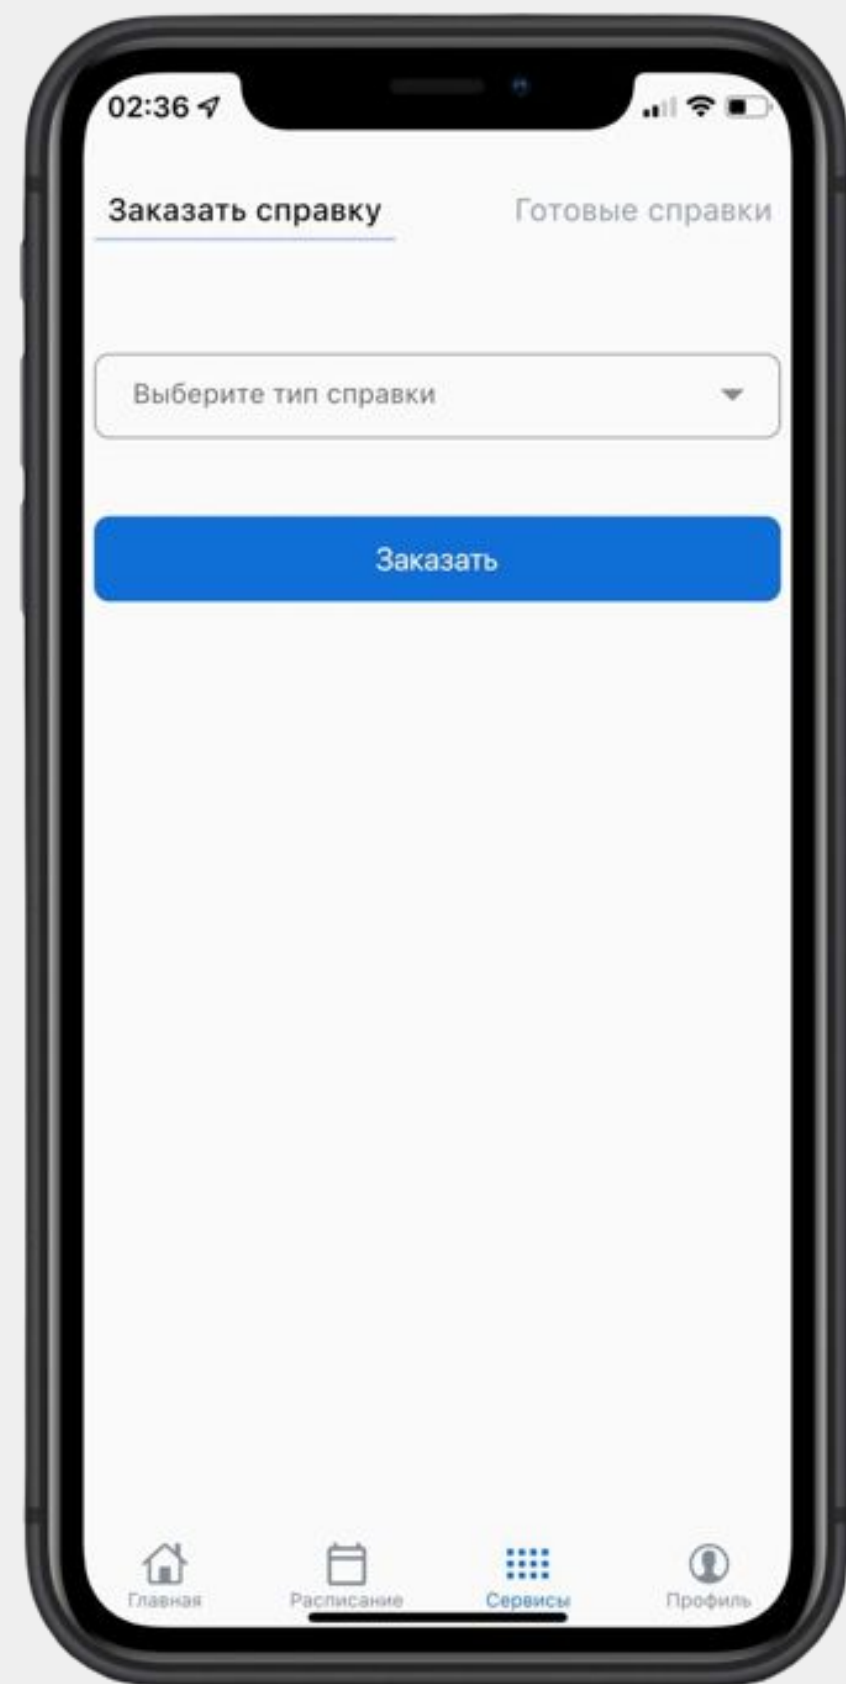 02:36
Заказать справку
Готовые справки
Выберите тип справки
Заказать
Главная
Расписание
Сервисы
Профиль